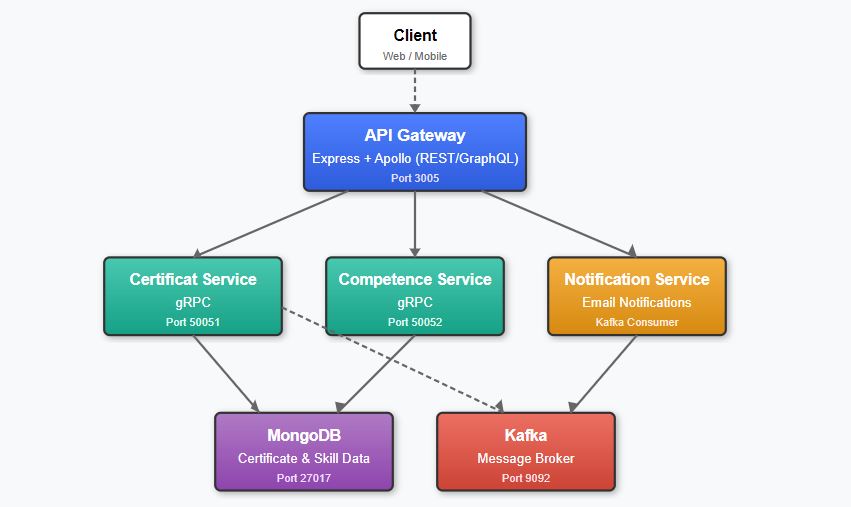 Client
Web / Mobile
API Gateway
Express + Apollo (REST/GraphQL)
Port 3005
Certificat Service
gRPC
Port 50051
Competence Service
gRPC
Port 50052
Notification Service
Email Notifications
Kafka Consumer
MongoDB
Certificate & Skill Data
Port 27017
Kafka
Message Broker
Port 9092